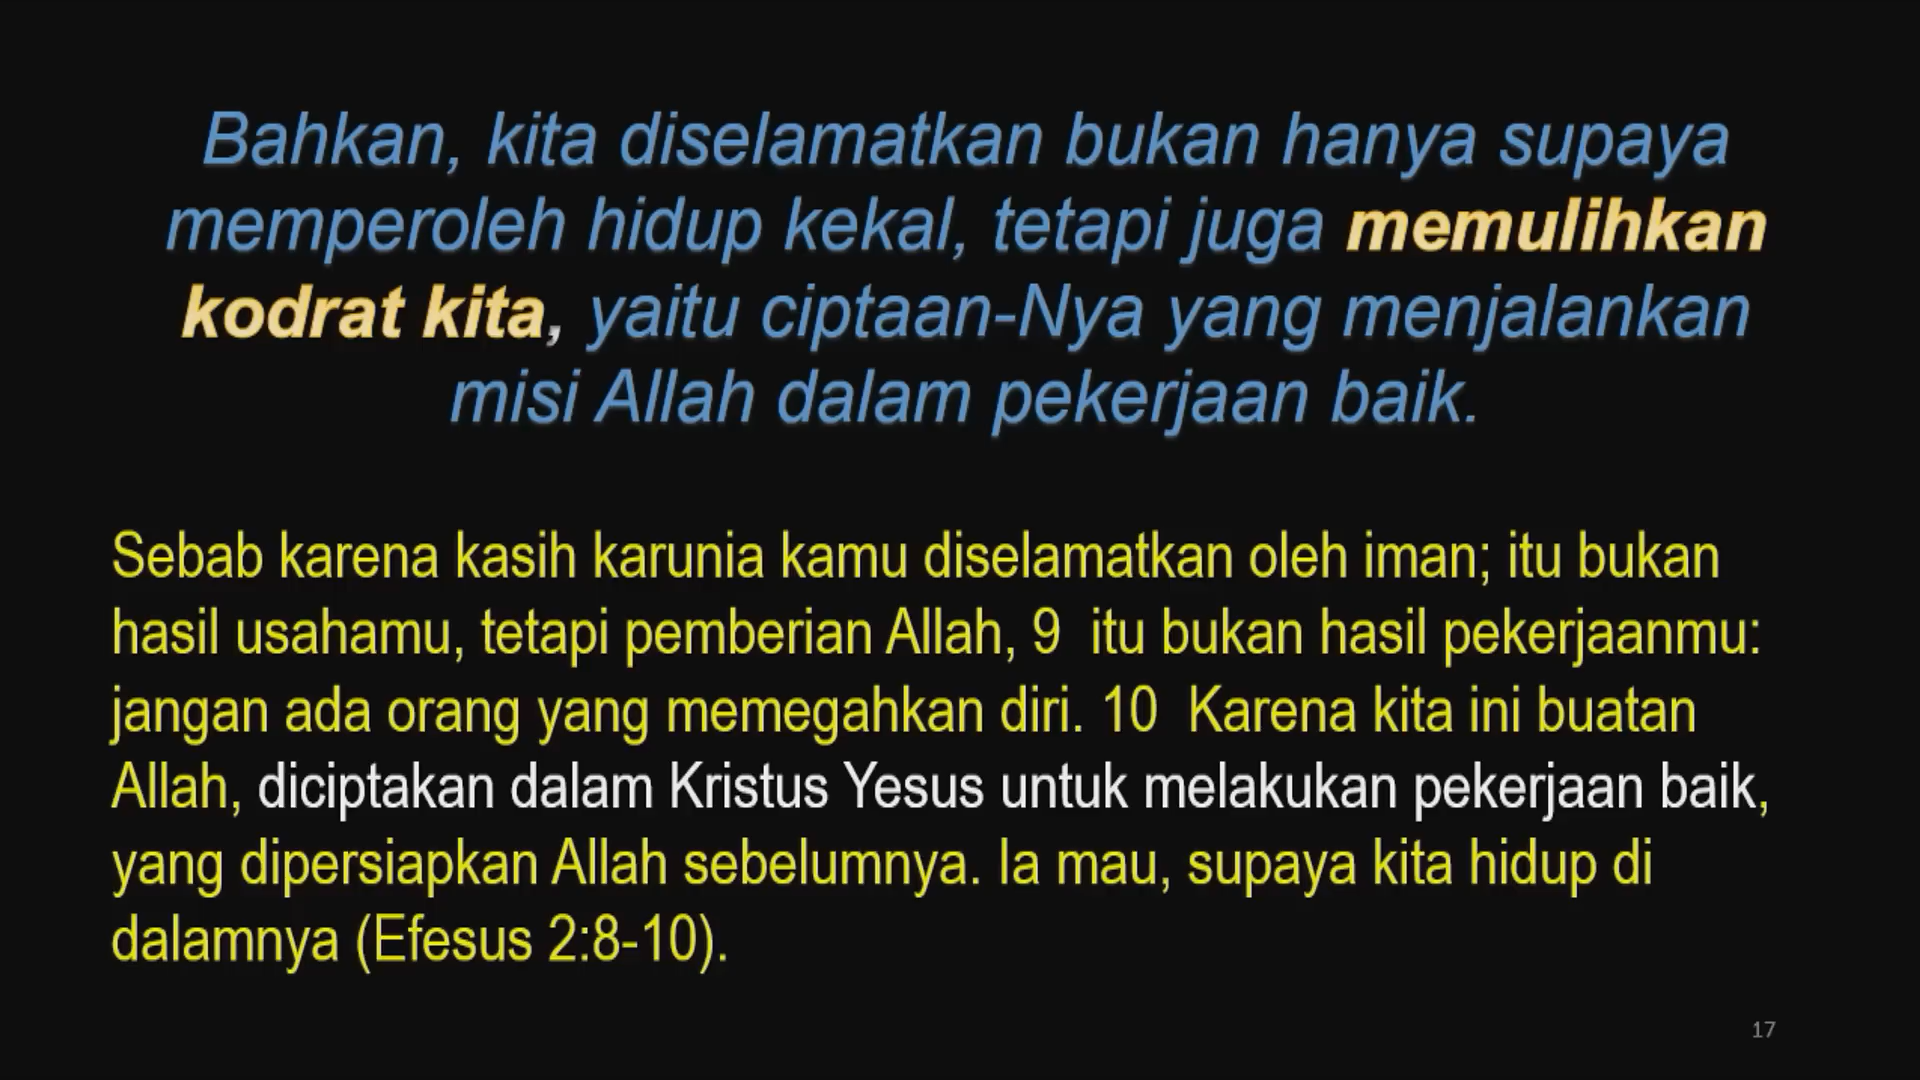 Bahkan, kita diselamatkan bukan hanya supaya
memperoleh hidup kekal, tetapi juga memulihkan
kodrat kita, yaitu ciptaan-Nya yang menjalankan
misi Allah dalam pekerjaan baik.
Sebab karena kasih karunia kamu diselamatkan oleh iman; itu bukan
hasil usahamu, tetapi pemberian Allah, 9  itu bukan hasil pekerjaanmu:
jangan ada orang yang memegahkan diri. 10  Karena kita ini buatan
Allah, diciptakan dalam Kristus Yesus untuk melakukan pekerjaan baik,
yang dipersiapkan Allah sebelumnya. Ia mau, supaya kita hidup di
dalamnya (Efesus 2:8-10).
17